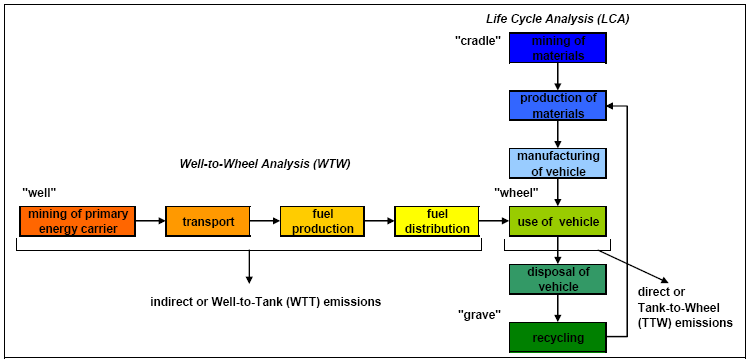 Life Cycle Analysis (LCA)
"cradle"
mining of
materials
production of
materials
manufacturing
of vehicle
Well-to-Wheel Analysis (WTW)
"well"
"wheel"
mining of primary
energy carrier
transport
fuel
production
fuel
distribution
use of vehicle
disposal of
vehicle
indirect or Well-to-Tank (WTT) emissions
direct or
Tank-to-Wheel
(TTW) emissions
"grave"
recycling